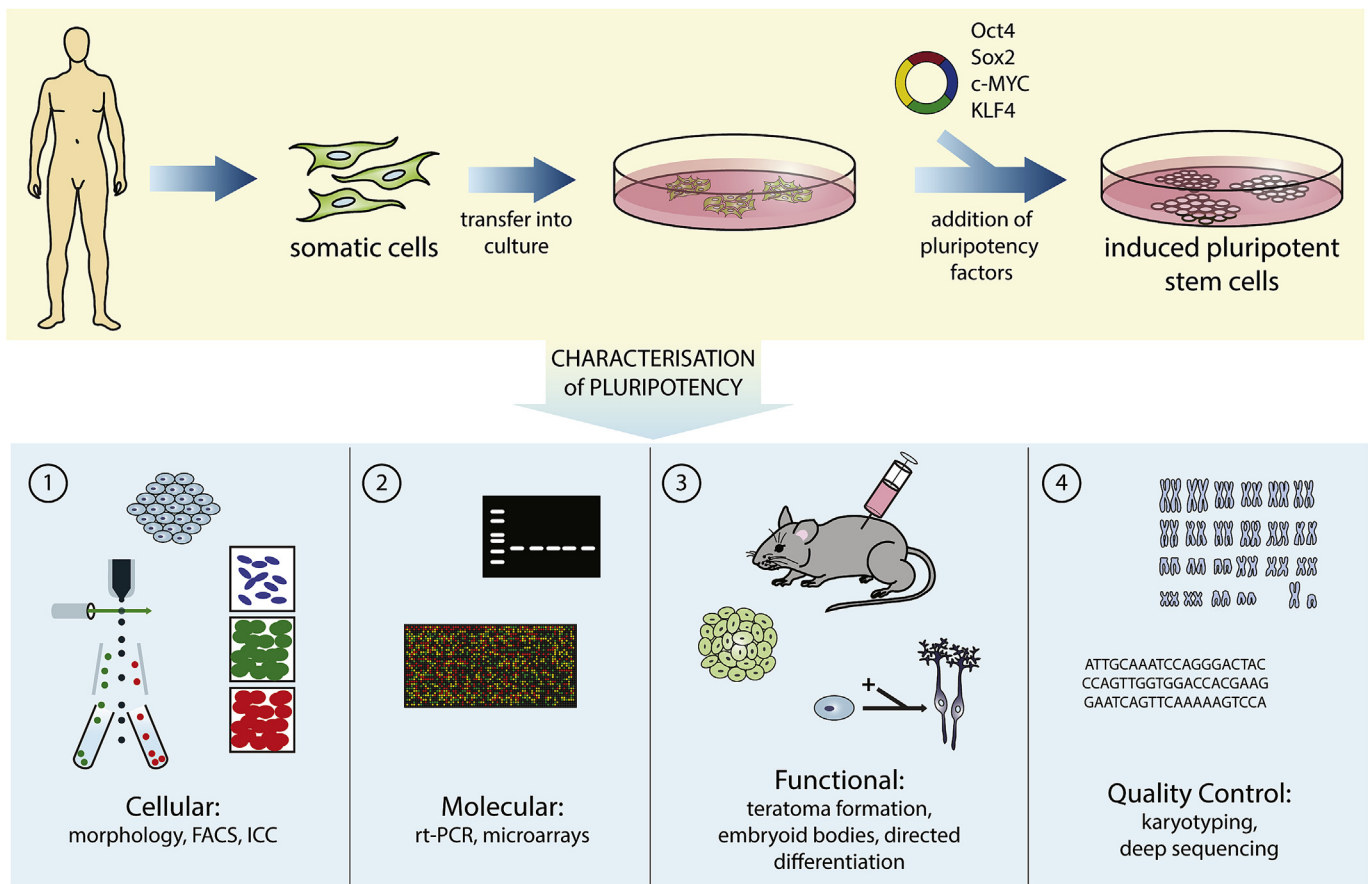 Oct4
Sox2
c-MYC
KLF4
somatic cells
transfer into
culture
addition of
pluripotency
factors
induced pluripotent
stem cells
CHARACTERISATION
of PLURIPOTENCY
1
Cellular:
morphology, FACS, ICC
2
Molecular:
rt-PCR, microarrays
3
+
Functional:
teratoma formation,
embryoid bodies, directed
differentiation
4
ATTGCAAATCCAGGGACTAC
CCAGTTGGTGGACCACGAAG
GAATCAGTTCAAAAAGTCCA
Quality Control:
karyotyping,
deep sequencing